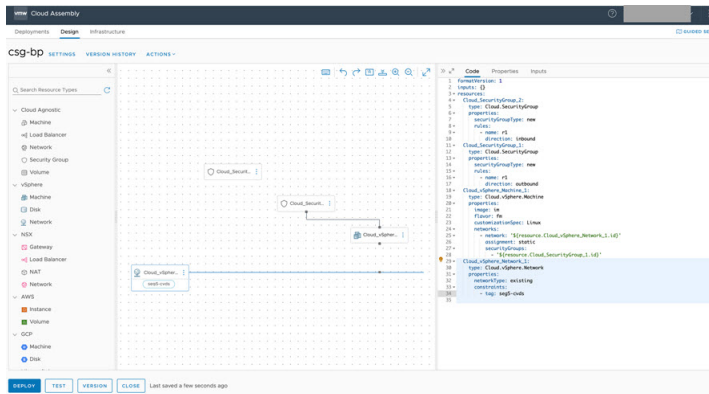 vmw Cloud Assembly
Deployments Design Infrastructure
GUIDED SE
csg-bp SETTINGS VERSION HISTORY ACTIONS
Search Resource Types
Cloud Agnostic
Machine
Load Balancer
Network
Security Group
Volume
vSphere
Machine
Disk
Network
NSX
Gateway
Load Balancer
NAT
Network
AWS
Instance
Volume
GCP
Machine
Disk
Cloud_Securit...
Cloud_Securit...
Cloud_vSpher...
Cloud_vSphe...
seg5-cvds
Code Properties Inputs
1 formatVersion: 1
2 inputs: {}
3 resources:
4 Cloud_SecurityGroup_2:
5 type: Cloud.SecurityGroup
6 properties:
7 securityGroupType: new
8 rules:
9 - name: r1
10 direction: inbound
11 Cloud_SecurityGroup_1:
12 type: Cloud.SecurityGroup
13 properties:
14 securityGroupType: new
15 rules:
16 - name: r1
17 direction: outbound
18 Cloud_vSphere_Machine_1:
19 type: Cloud.vSphere.Machine
20 properties:
21 image: im
22 flavor: fm
23 customizationSpec: Linux
24 networks:
25 - network: '${resource.Cloud_vSphere_Network_1.id}'
26 assignment: static
27 securityGroups:
28 - '${resource.Cloud_SecurityGroup_1.id}'
29 Cloud_vSphere_Network_1:
30 type: Cloud.vSphere.Network
31 properties:
32 networkType: existing
33 constraints:
34 - tag: seg5-cvds
35
DEPLOY TEST VERSION CLOSE Last saved a few seconds ago